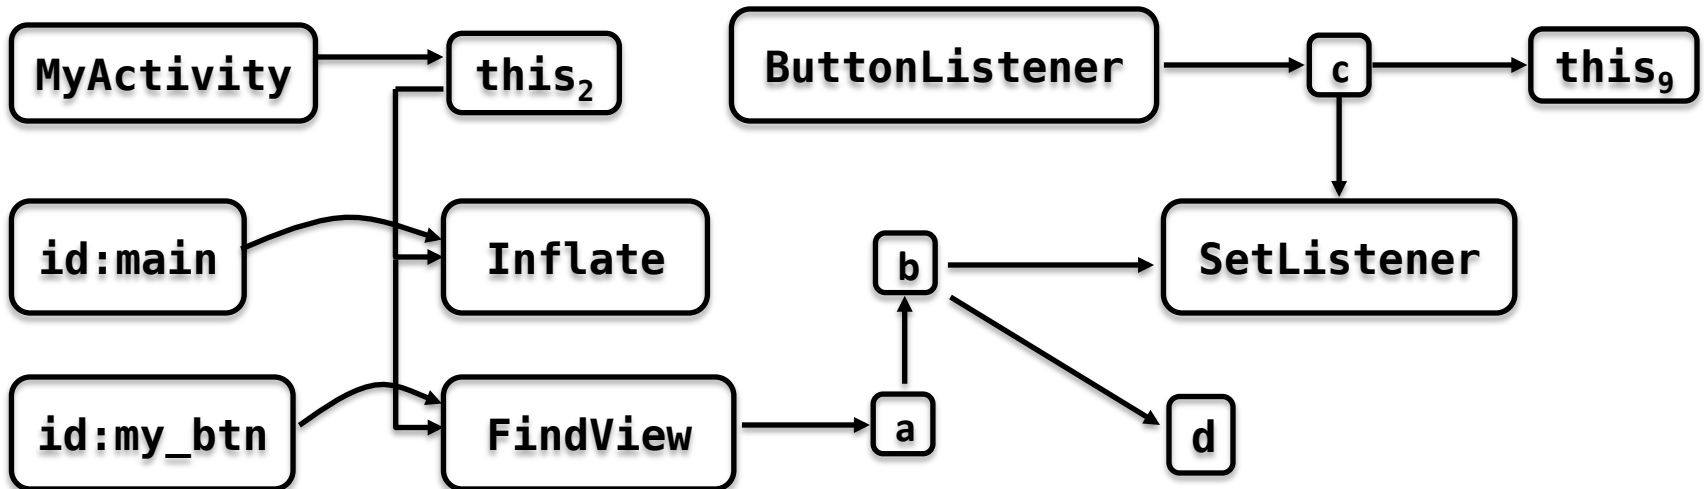 MyActivity
this₂
ButtonListener
c
this₉
id:main
Inflate
b
SetListener
id:my_btn
FindView
a
d